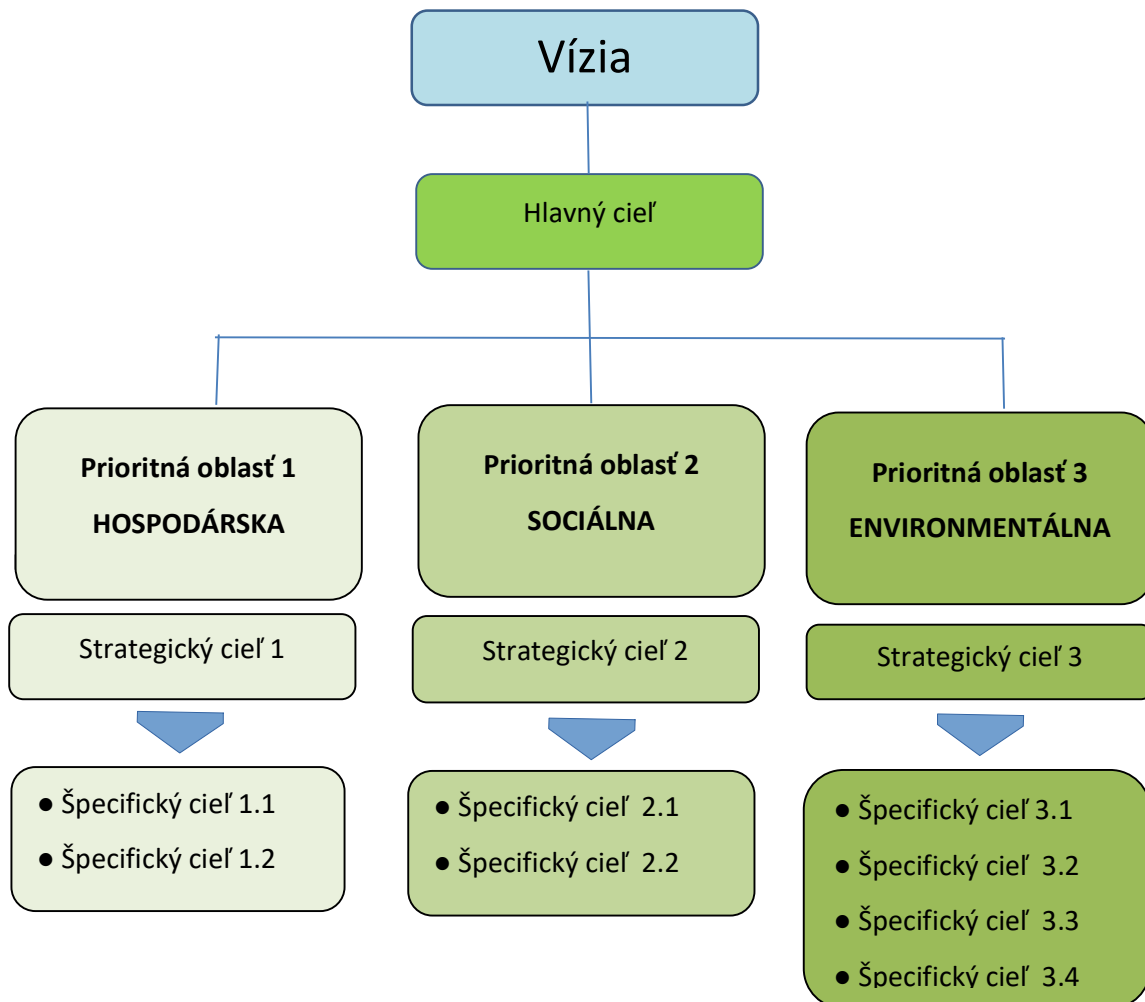 Vízia
Hlavný cieľ
Prioritná oblasť 1
HOSPODÁRSKA
Prioritná oblasť 2
SOCIÁLNA
Prioritná oblasť 3
ENVIRONMENTÁLNA
Strategický cieľ 1
Strategický cieľ 2
Strategický cieľ 3
● Špecifický cieľ 1.1
● Špecifický cieľ 1.2
● Špecifický cieľ 2.1
● Špecifický cieľ 2.2
● Špecifický cieľ 3.1
● Špecifický cieľ 3.2
● Špecifický cieľ 3.3
● Špecifický cieľ 3.4